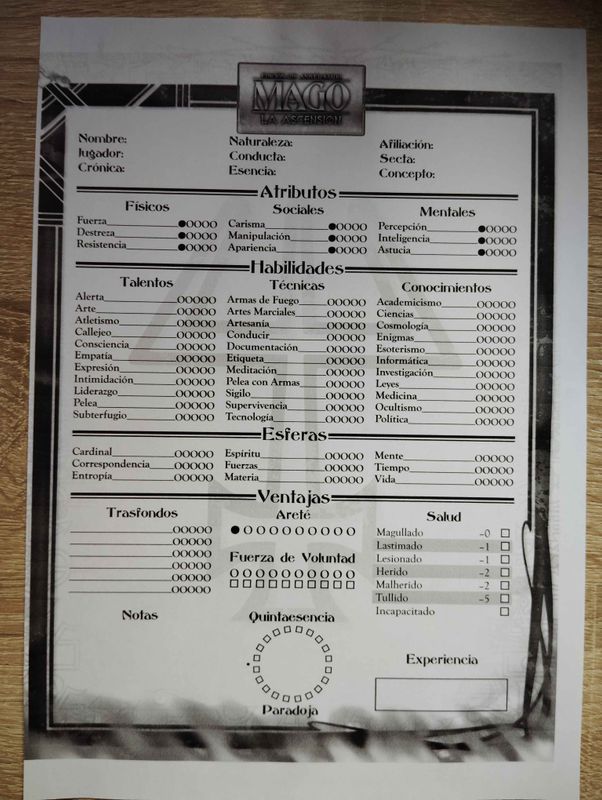 MAGO
LA ASCENSIÓN
Nombre: Naturaleza: Afiliación:
Jugador: Conducta: Secta:
Crónica: Esencia: Concepto:
Atributos
Físicos Sociales Mentales
Fuerza Carisma Percepción
Destreza Manipulación Inteligencia
Resistencia Apariencia Astucia
Habilidades
Talentos Técnicas Conocimientos
Alerta Armas de Fuego Academicismo
Arte Artes Marciales Ciencias
Atletismo Artesanía Cosmología
Callejeo Conducir Enigmas
Consciencia Documentación Esoterismo
Empatía Etiqueta Informática
Expresión Meditación Investigación
Intimidación Pelea con Armas Leyes
Liderazgo Sigilo Medicina
Pelea Supervivencia Ocultismo
Subterfugio Tecnología Política
Esferas
Cardinal Espíritu Mente
Correspondencia Fuerzas Tiempo
Entropía Materia Vida
Ventajas
Trasfondos Areté Salud
Magullado -0
Lastimado -1
Lesionado -1
Fuerza de Voluntad
Herido -2
Malherido -2
Tullido -5
Incapacitado
Notas Quintaesencia
Experiencia
Paradoja